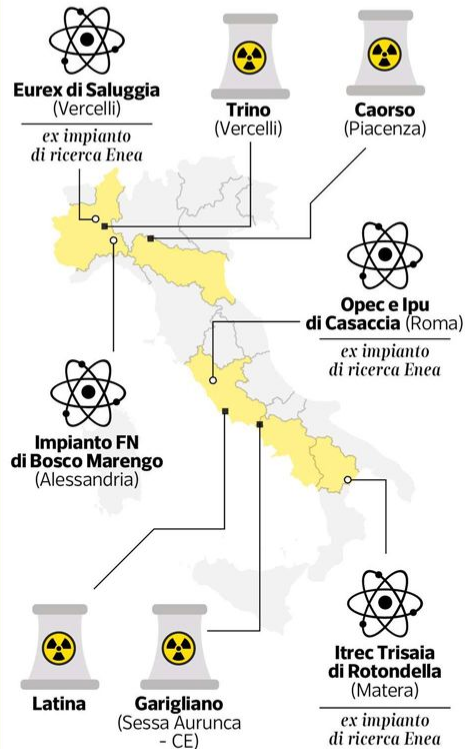 Eurex di Saluggia
(Vercelli)
ex impianto
di ricerca Enea
Trino
(Vercelli)
Caorso
(Piacenza)
Opec e Ipu
di Casaccia (Roma)
ex impianto
di ricerca Enea
Impianto FN
di Bosco Marengo
(Alessandria)
Latina
Garigliano
(Sessa Aurunca
- CE)
Itrec Trisaia
di Rotondella
(Matera)
ex impianto
di ricerca Enea